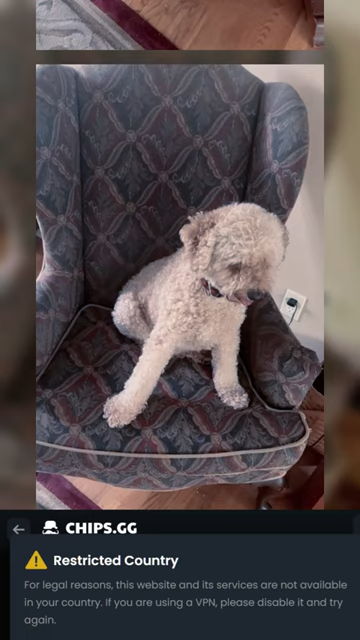 CHIPS.GG
Restricted Country
For legal reasons, this website and its services are not available
in your country. If you are using a VPN, please disable it and try
again.